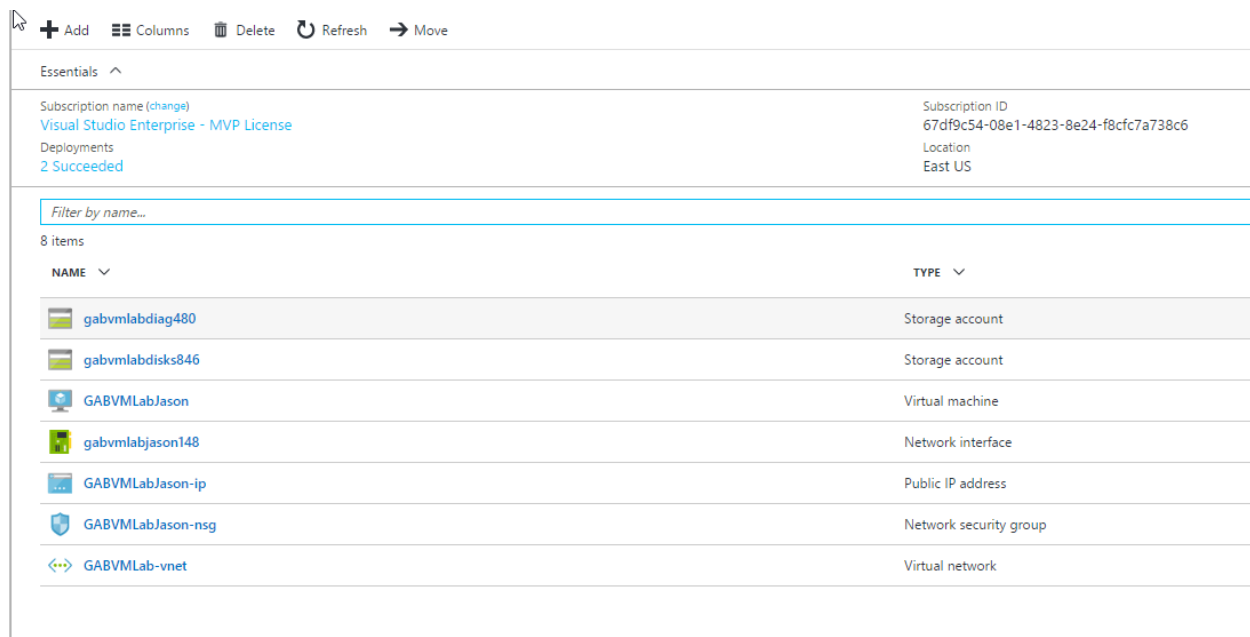 Add Columns Delete Refresh Move
Essentials
Subscription name (change) Subscription ID
Visual Studio Enterprise - MVP License 67df9c54-08e1-4823-8e24-f8cfc7a738c6
Deployments Location
2 Succeeded East US
Filter by name...
8 items
NAME TYPE
gabvmlabdiag480 Storage account
gabvmlabdisks846 Storage account
GABVMLabJason Virtual machine
gabvmlabjason148 Network interface
GABVMLabJason-ip Public IP address
GABVMLabJason-nsg Network security group
GABVMLab-vnet Virtual network